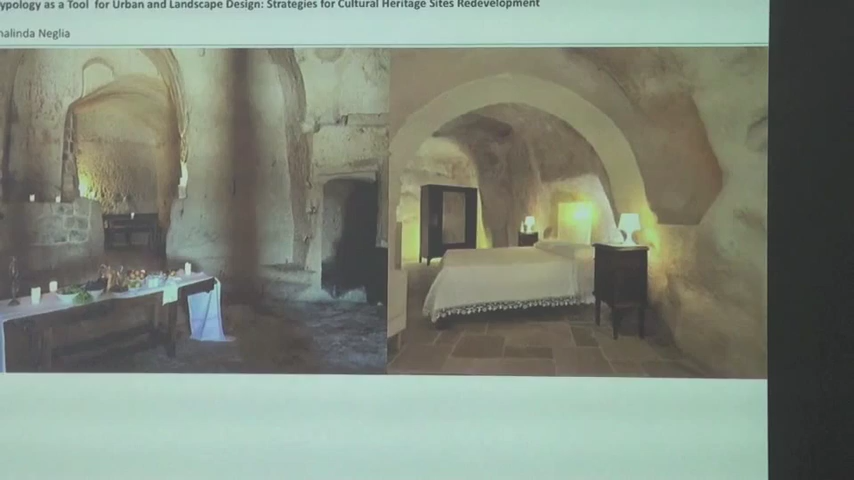 ypology as a Tool for Urban and Landscape Design: Strategies for Cultural Heritage Sites Redevelopment
nalinda Neglia